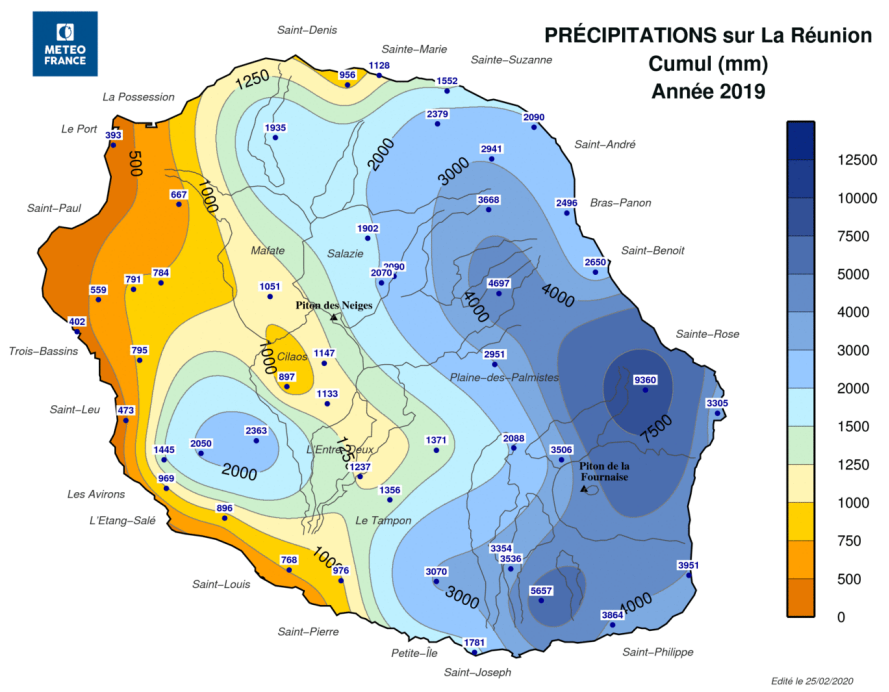 METEO
FRANCE
PRÉCIPITATIONS sur La Réunion
Cumul (mm)
Année 2019
Saint-Denis
Sainte-Marie
Sainte-Suzanne
1128
956
1250
1552
La Possession
Le Port
393
500
1935
2379
2000
2090
Saint-André
2941
3000
667
1000
3668
2496
Bras-Panon
Saint-Paul
1902
Mafate
Salazie
Saint-Benoit
2090
2070
2650
784
791
559
1051
4697
4000
4000
Piton des Neiges
402
Sainte-Rose
Trois-Bassins
795
1000
Cilaos
1147
2951
897
Plaine-des-Palmistes
9360
1133
3305
Saint-Leu
473
7500
2363
2050
1371
2088
1445
L'Entre-Deux
1250
3506
2000
1237
Piton de la
Fournaise
969
Les Avirons
1356
896
L'Etang-Salé
Le Tampon
3354
3536
1000
768
976
3070
3951
Saint-Louis
3000
5657
4000
3864
Saint-Pierre
1781
Petite-Île
Saint-Joseph
Saint-Philippe
12500
10000
7500
5000
4000
3000
2000
1500
1250
1000
750
500
0
Edité le 25/02/2020